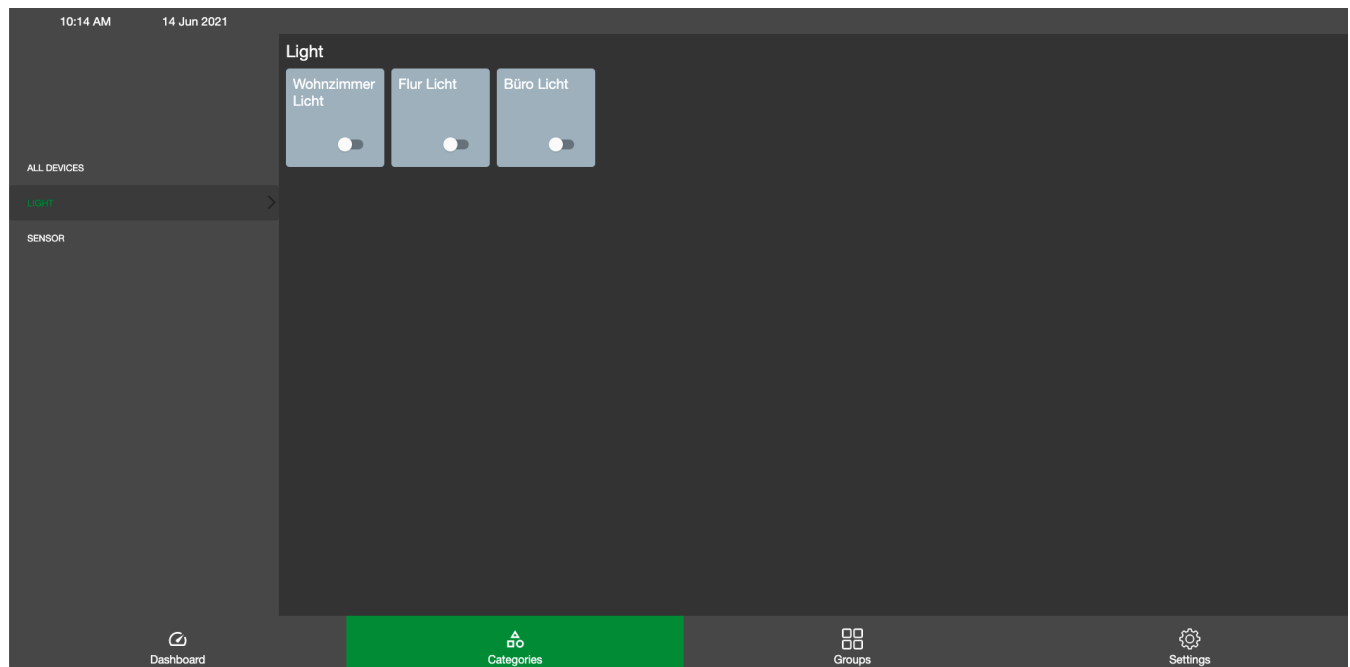 10:14 AM 14 Jun 2021
ALL DEVICES
LIGHT
SENSOR
Light
Wohnzimmer
Licht
Flur Licht
Büro Licht
Dashboard
Categories
Groups
Settings